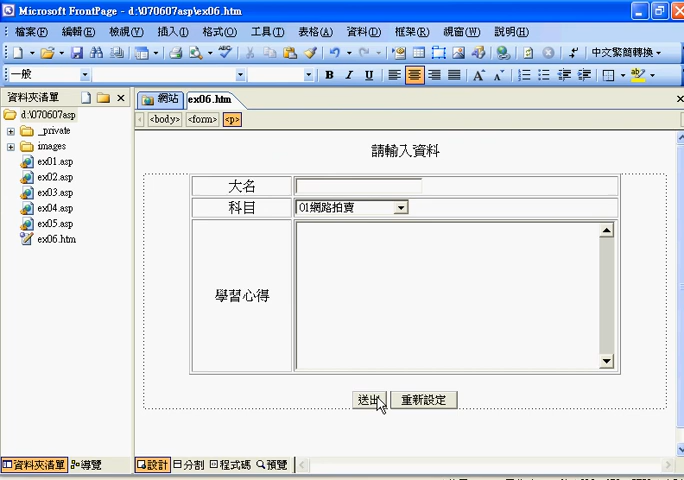 Microsoft FrontPage - d:\070607asp\ex06.htm
檔案(F) 編輯(E) 檢視(V) 插入(I) 格式(O) 工具(T) 表格(A) 資料(D) 框架(R) 視窗(W) 說明(H)
中文繁簡轉換
一般 B I U A A
資料夾清單 網站 ex06.htm
d:\070607asp <body> <form> <p>
_private
images
ex01.asp
ex02.asp
ex03.asp
ex04.asp
ex05.asp
ex06.htm
請輸入資料
大名
科目 01網路拍賣
學習心得
送出 重新設定
資料夾清單 導覽 設計 分割 程式碼 預覽